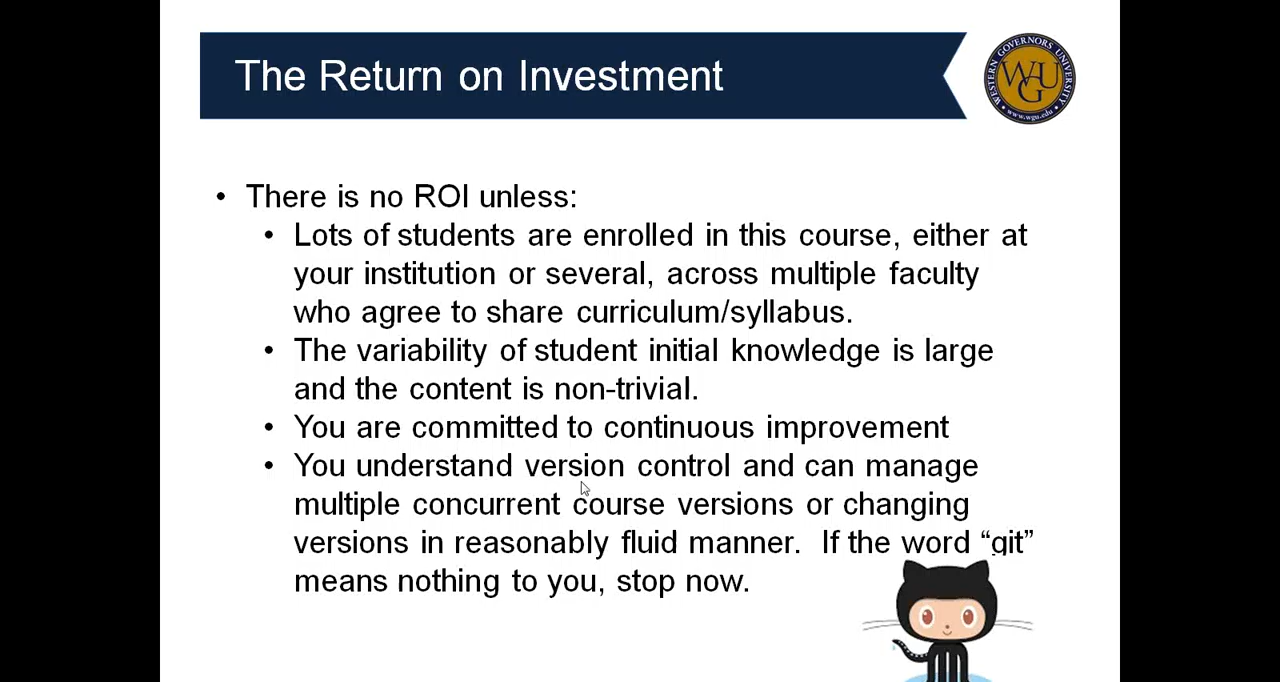 The Return on Investment
WESTERN GOVERNORS UNIVERSITY
WGU
• www.wgu.edu •
• There is no ROI unless:
• Lots of students are enrolled in this course, either at
your institution or several, across multiple faculty
who agree to share curriculum/syllabus.
• The variability of student initial knowledge is large
and the content is non-trivial.
• You are committed to continuous improvement
• You understand version control and can manage
multiple concurrent course versions or changing
versions in reasonably fluid manner.  If the word “git”
means nothing to you, stop now.